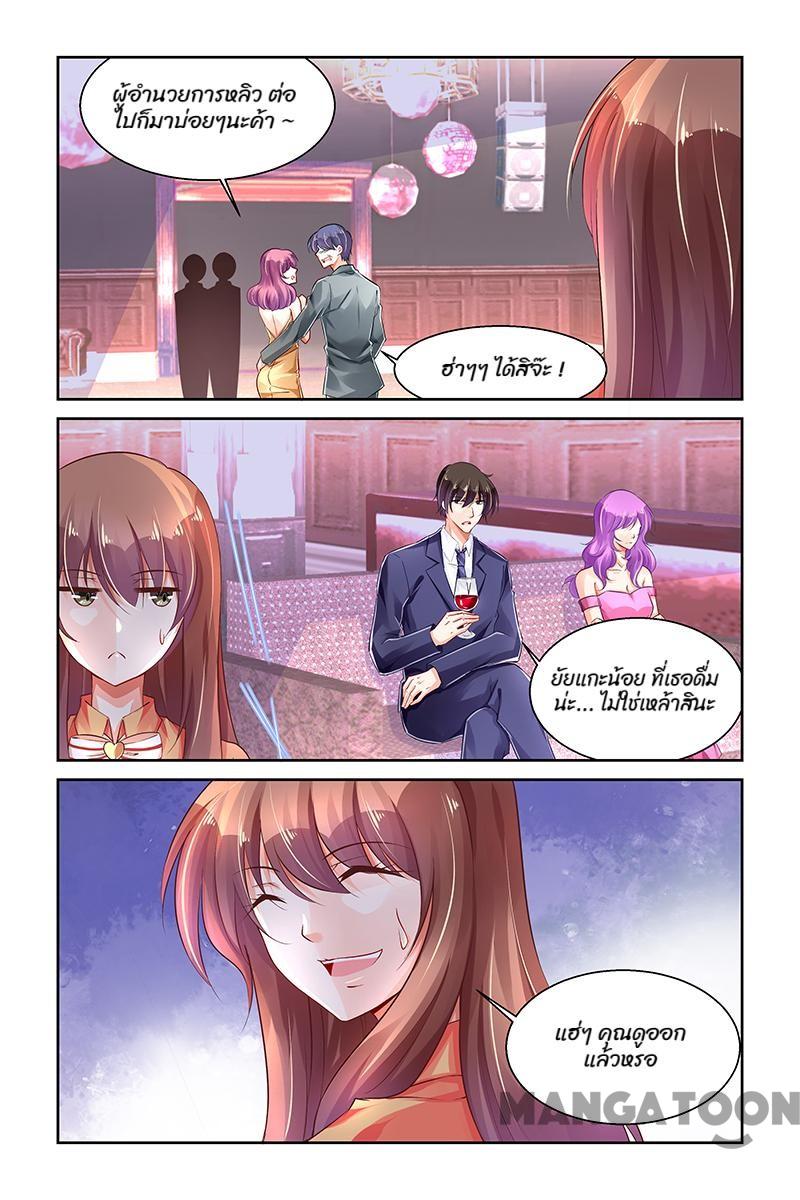 ผู้อำนวยการหลิว ต่อ
ไปก็มาบ่อยๆนะค้า ~
ฮ่าๆๆ ได้สิจ๊ะ !
ยัยแกะน้อย ที่เธอดื่ม
น่ะ... ไม่ใช่เหล้าสินะ
แฮ่ๆ คุณดูออก
แล้วหรอ
MANGATOON